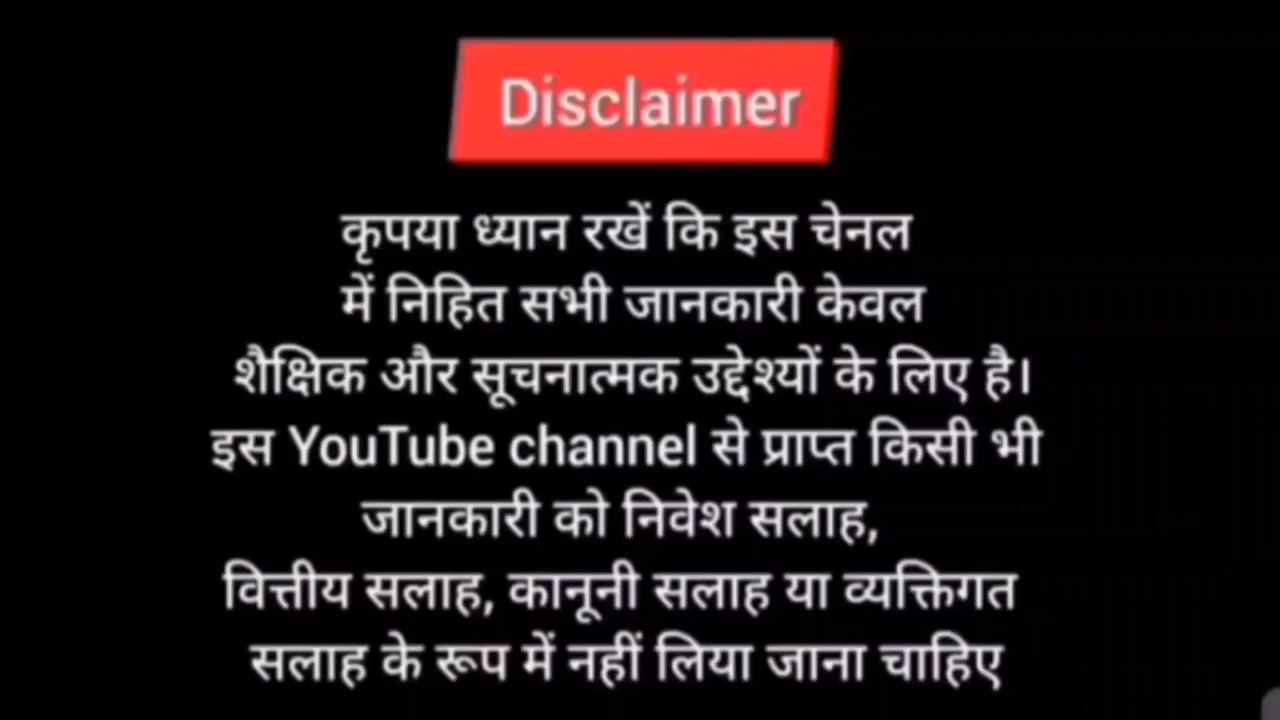 Disclaimer
कृपया ध्यान रखें कि इस चेनल
में निहित सभी जानकारी केवल
शैक्षिक और सूचनात्मक उद्देश्यों के लिए है।
इस YouTube channel से प्राप्त किसी भी
जानकारी को निवेश सलाह,
वित्तीय सलाह, कानूनी सलाह या व्यक्तिगत
सलाह के रूप में नहीं लिया जाना चाहिए